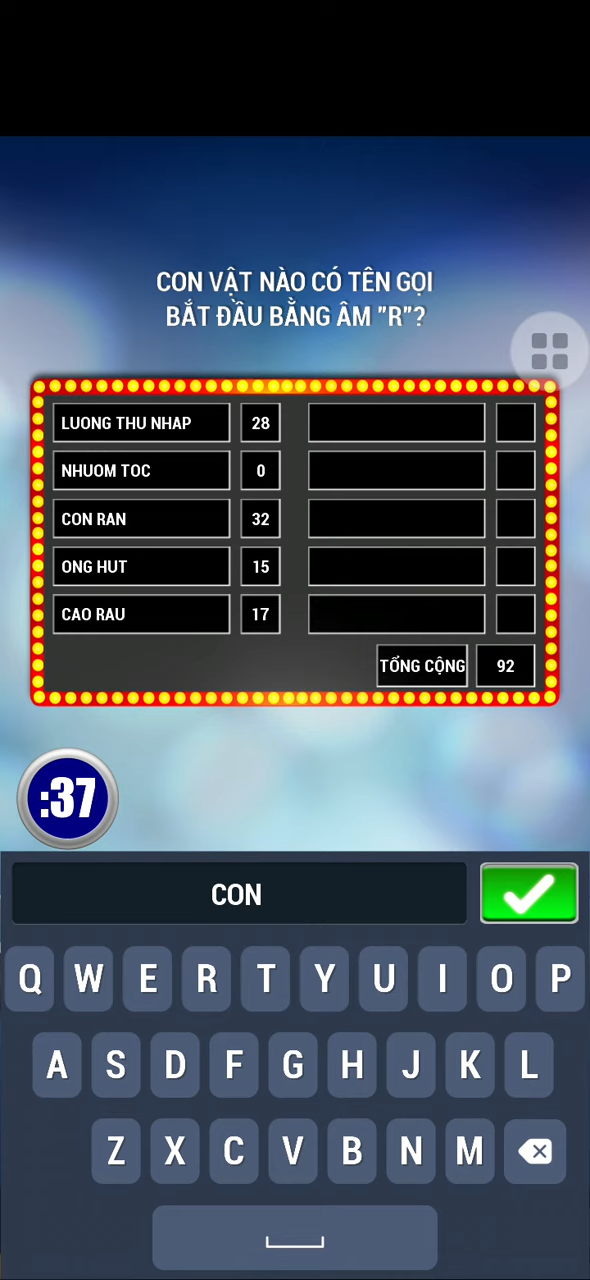 CON VẬT NÀO CÓ TÊN GỌI
BẮT ĐẦU BẰNG ÂM "R"?
LUONG THU NHAP 28
NHUOM TOC 0
CON RAN 32
ONG HUT 15
CAO RAU 17
TỔNG CỘNG 92
:37
CON
Q W E R T Y U I O P
A S D F G H J K L
Z X C V B N M